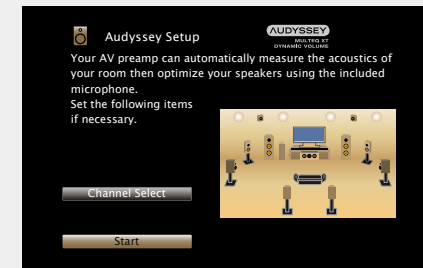 Audyssey Setup
AUDYSSEY
MULTEQ XT
DYNAMIC VOLUME
Your AV preamp can automatically measure the acoustics of
your room then optimize your speakers using the included
microphone.
Set the following items
if necessary.
Channel Select
Start